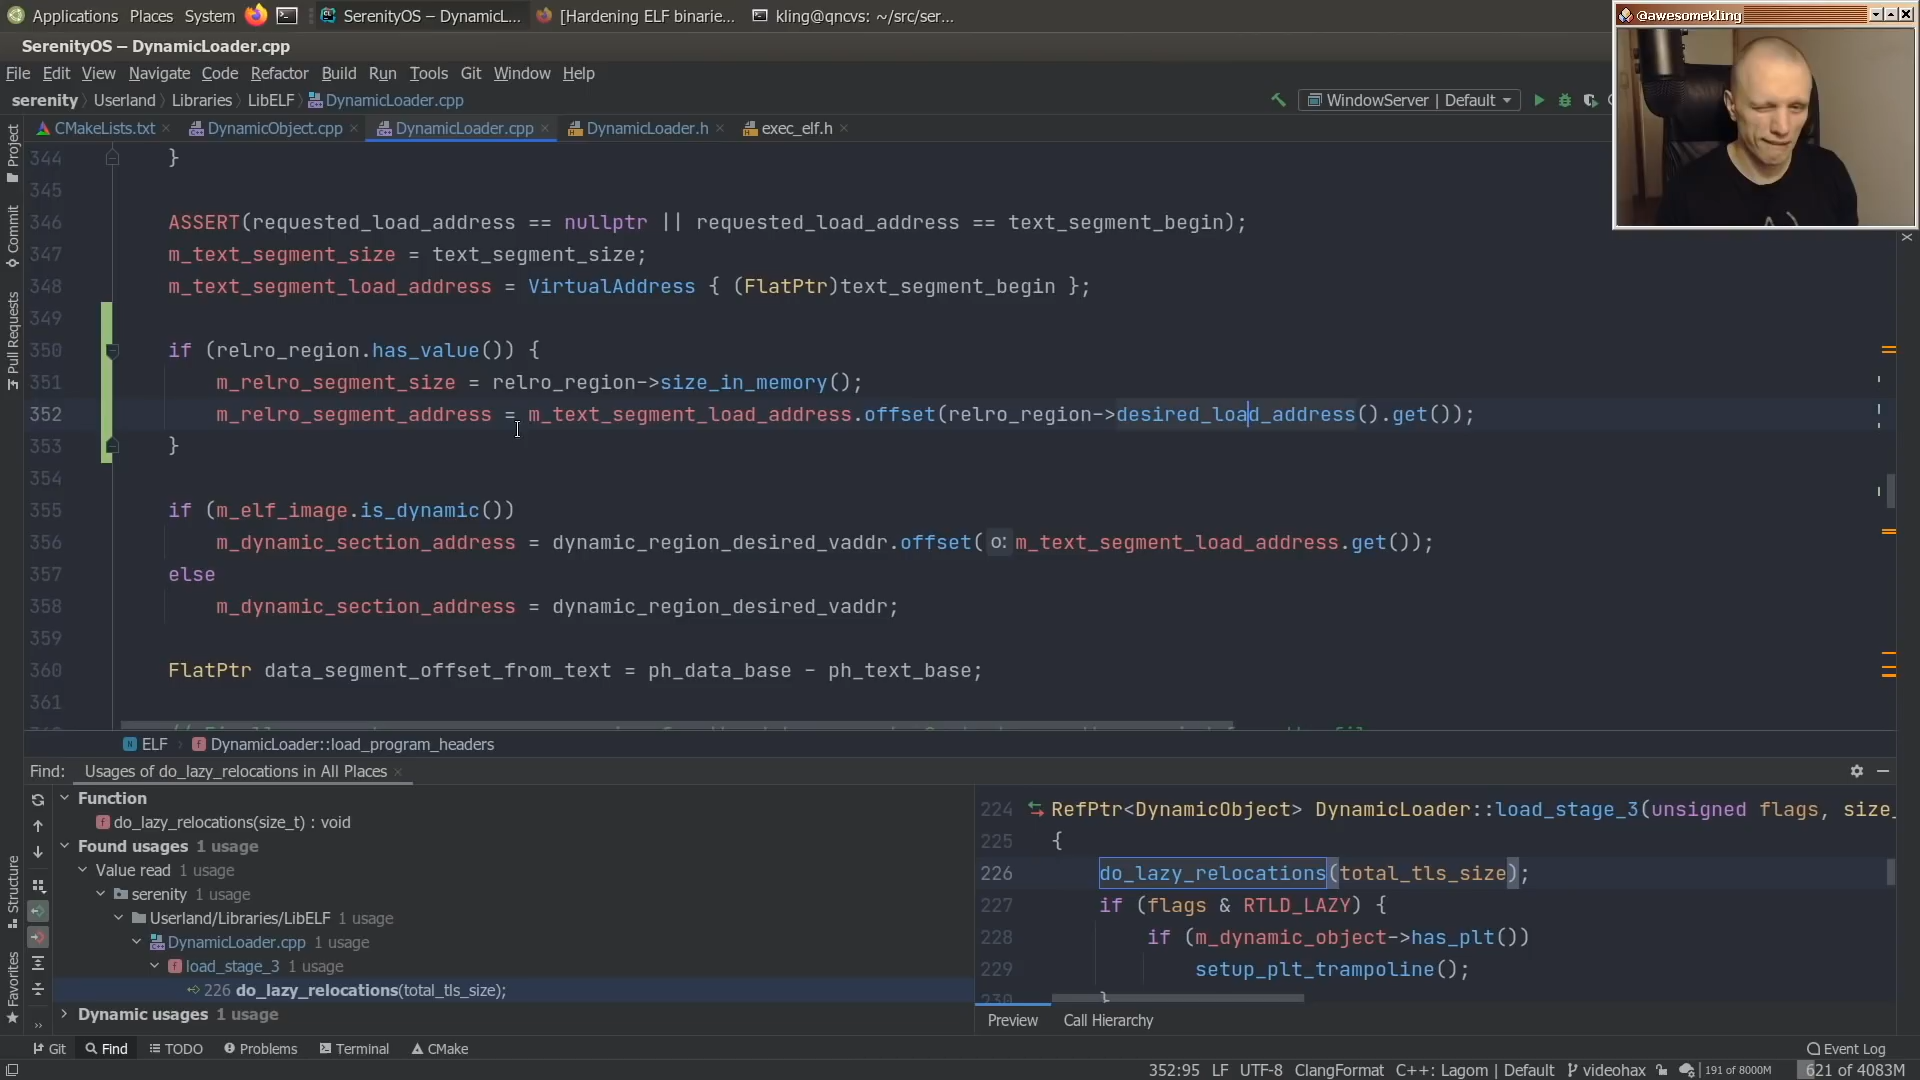 Applications Places System SerenityOS – DynamicL... [Hardening ELF binarie... kling@qncvs: ~/src/ser...
@awesomekling
SerenityOS – DynamicLoader.cpp
File Edit View Navigate Code Refactor Build Run Tools Git Window Help
serenity Userland Libraries LibELF DynamicLoader.cpp WindowServer | Default
CMakeLists.txt DynamicObject.cpp DynamicLoader.cpp DynamicLoader.h exec_elf.h
Project
Commit
Pull Requests
Structure
Favorites
344 }
345
346 ASSERT(requested_load_address == nullptr || requested_load_address == text_segment_begin);
347 m_text_segment_size = text_segment_size;
348 m_text_segment_load_address = VirtualAddress { (FlatPtr)text_segment_begin };
349
350 if (relro_region.has_value()) {
351 m_relro_segment_size = relro_region->size_in_memory();
352 m_relro_segment_address = m_text_segment_load_address.offset(relro_region->desired_load_address().get());
353 }
354
355 if (m_elf_image.is_dynamic())
356 m_dynamic_section_address = dynamic_region_desired_vaddr.offset( o: m_text_segment_load_address.get());
357 else
358 m_dynamic_section_address = dynamic_region_desired_vaddr;
359
360 FlatPtr data_segment_offset_from_text = ph_data_base - ph_text_base;
361
ELF DynamicLoader::load_program_headers
Find: Usages of do_lazy_relocations in All Places
Function
do_lazy_relocations(size_t) : void
Found usages 1 usage
Value read 1 usage
serenity 1 usage
Userland/Libraries/LibELF 1 usage
DynamicLoader.cpp 1 usage
load_stage_3 1 usage
226 do_lazy_relocations(total_tls_size);
Dynamic usages 1 usage
224 RefPtr<DynamicObject> DynamicLoader::load_stage_3(unsigned flags, size_
225 {
226 do_lazy_relocations(total_tls_size);
227 if (flags & RTLD_LAZY) {
228 if (m_dynamic_object->has_plt())
229 setup_plt_trampoline();
230 }
Preview Call Hierarchy
Git Find TODO Problems Terminal CMake Event Log
352:95 LF UTF-8 ClangFormat C++: Lagom | Default videohax 191 of 8000M 621 of 4083M